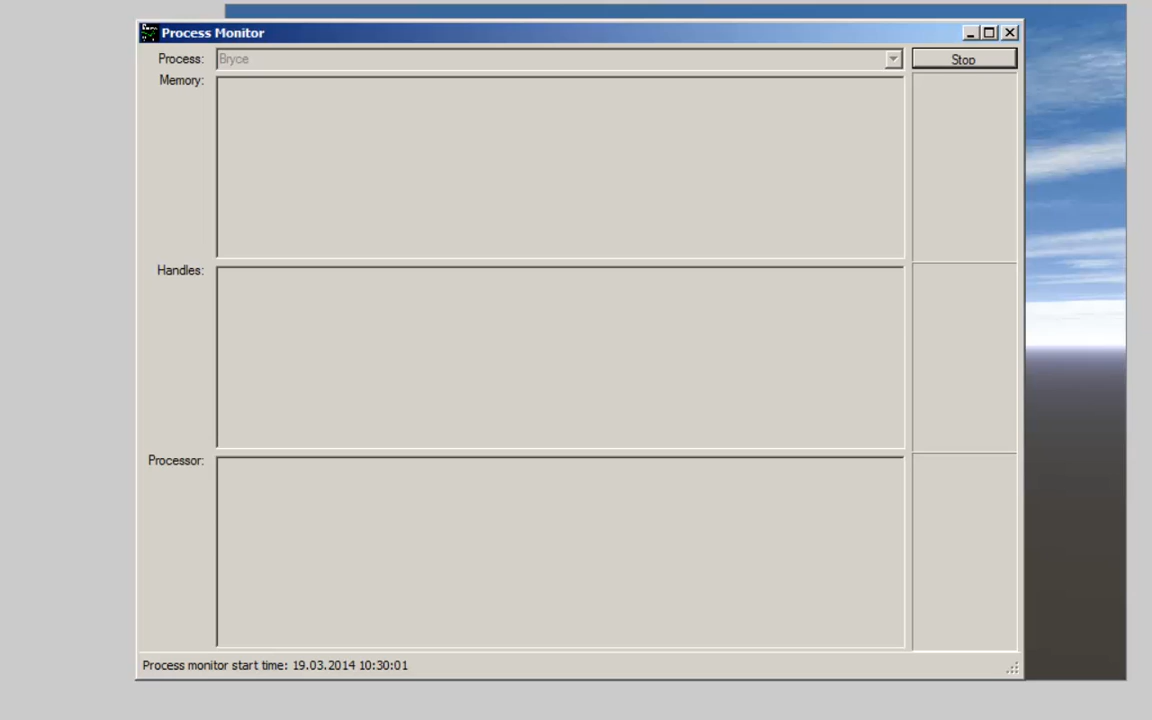 Process Monitor
Process: Bryce Stop
Memory:
Handles:
Processor:
Process monitor start time: 19.03.2014 10:30:01